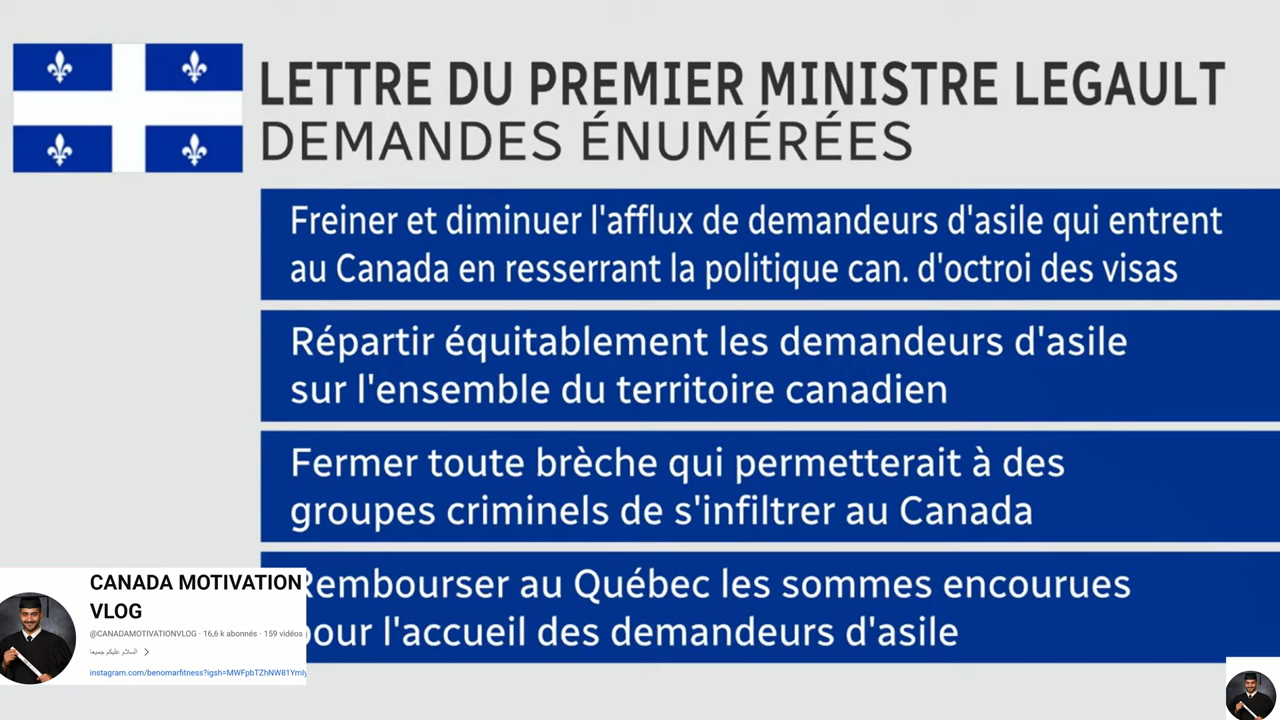 LETTRE DU PREMIER MINISTRE LEGAULT
DEMANDES ÉNUMÉRÉES
Freiner et diminuer l'afflux de demandeurs d'asile qui entrent
au Canada en resserrant la politique can. d'octroi des visas
Répartir équitablement les demandeurs d'asile
sur l'ensemble du territoire canadien
Fermer toute brèche qui permetterait à des
groupes criminels de s'infiltrer au Canada
Rembourser au Québec les sommes encourues
pour l'accueil des demandeurs d'asile
CANADA MOTIVATION
VLOG
@CANADAMOTIVATIONVLOG · 16,6 k abonnés · 159 vidéos
السلام عليكم جميعا
instagram.com/benomarfitness?igsh=MWFpbTZhNW81Ymly